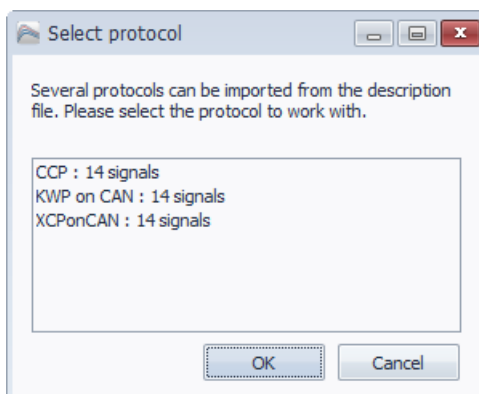 Select protocol
Several protocols can be imported from the description
file. Please select the protocol to work with.
CCP : 14 signals
KWP on CAN : 14 signals
XCPonCAN : 14 signals
OK
Cancel